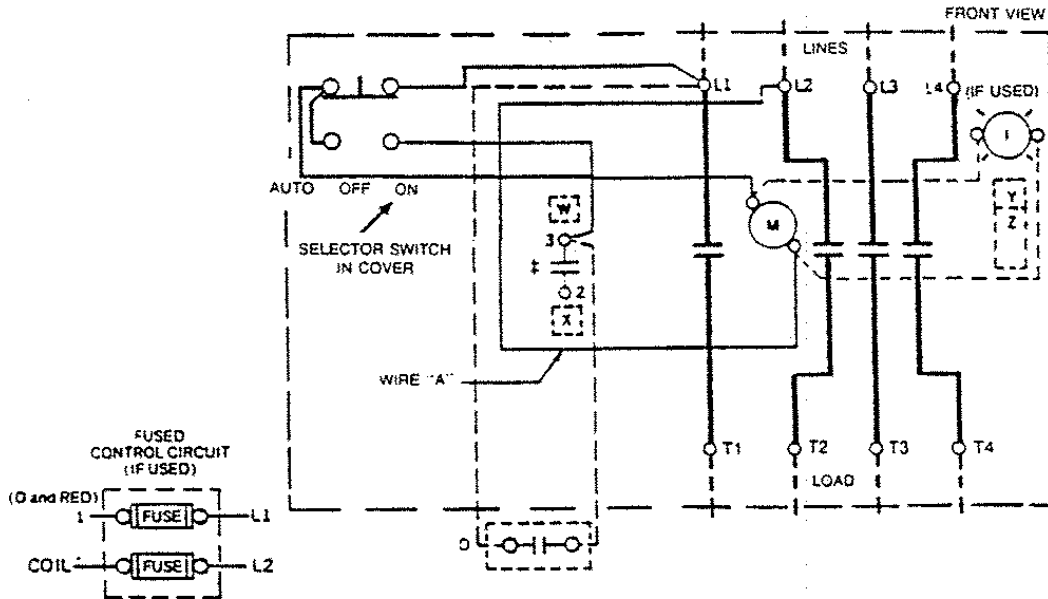 FRONT VIEW
LINES
L1
L2
L3
L4
(IF USED)
I
AUTO OFF ON
SELECTOR SWITCH
IN COVER
W
3
‡
2
X
M
Y
Z
WIRE "A"
T1
T2
T3
T4
LOAD
FUSED
CONTROL CIRCUIT
(IF USED)
(D and RED)
1
FUSE
L1
COIL
FUSE
L2
D